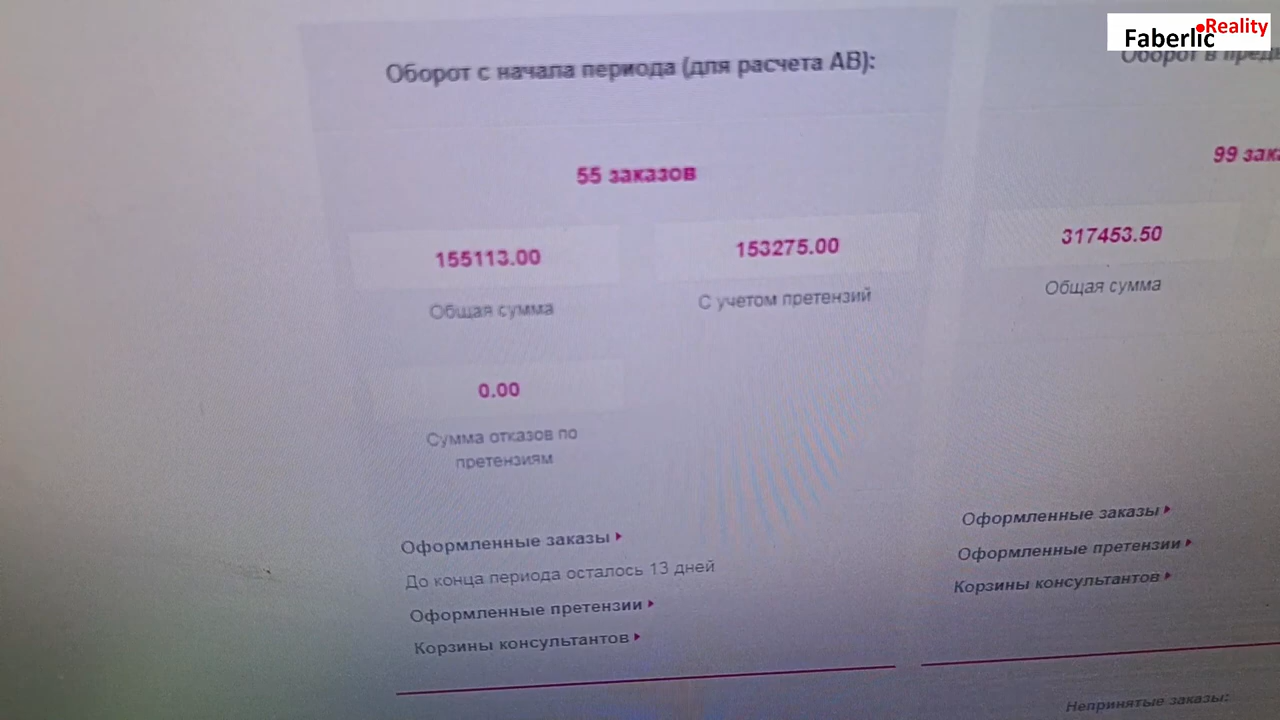 Faberlic Reality
Оборот с начала периода (для расчета АВ):
55 заказов
155113.00
Общая сумма
153275.00
С учетом претензий
0.00
Сумма отказов по
претензиям
Оформленные заказы
До конца периода осталось 13 дней
Оформленные претензии
Корзины консультантов
Оборот в
99
317453.50
Общая сумма
Оформленные заказы
Оформленные претензии
Корзины консультантов
Непринятые заказы: